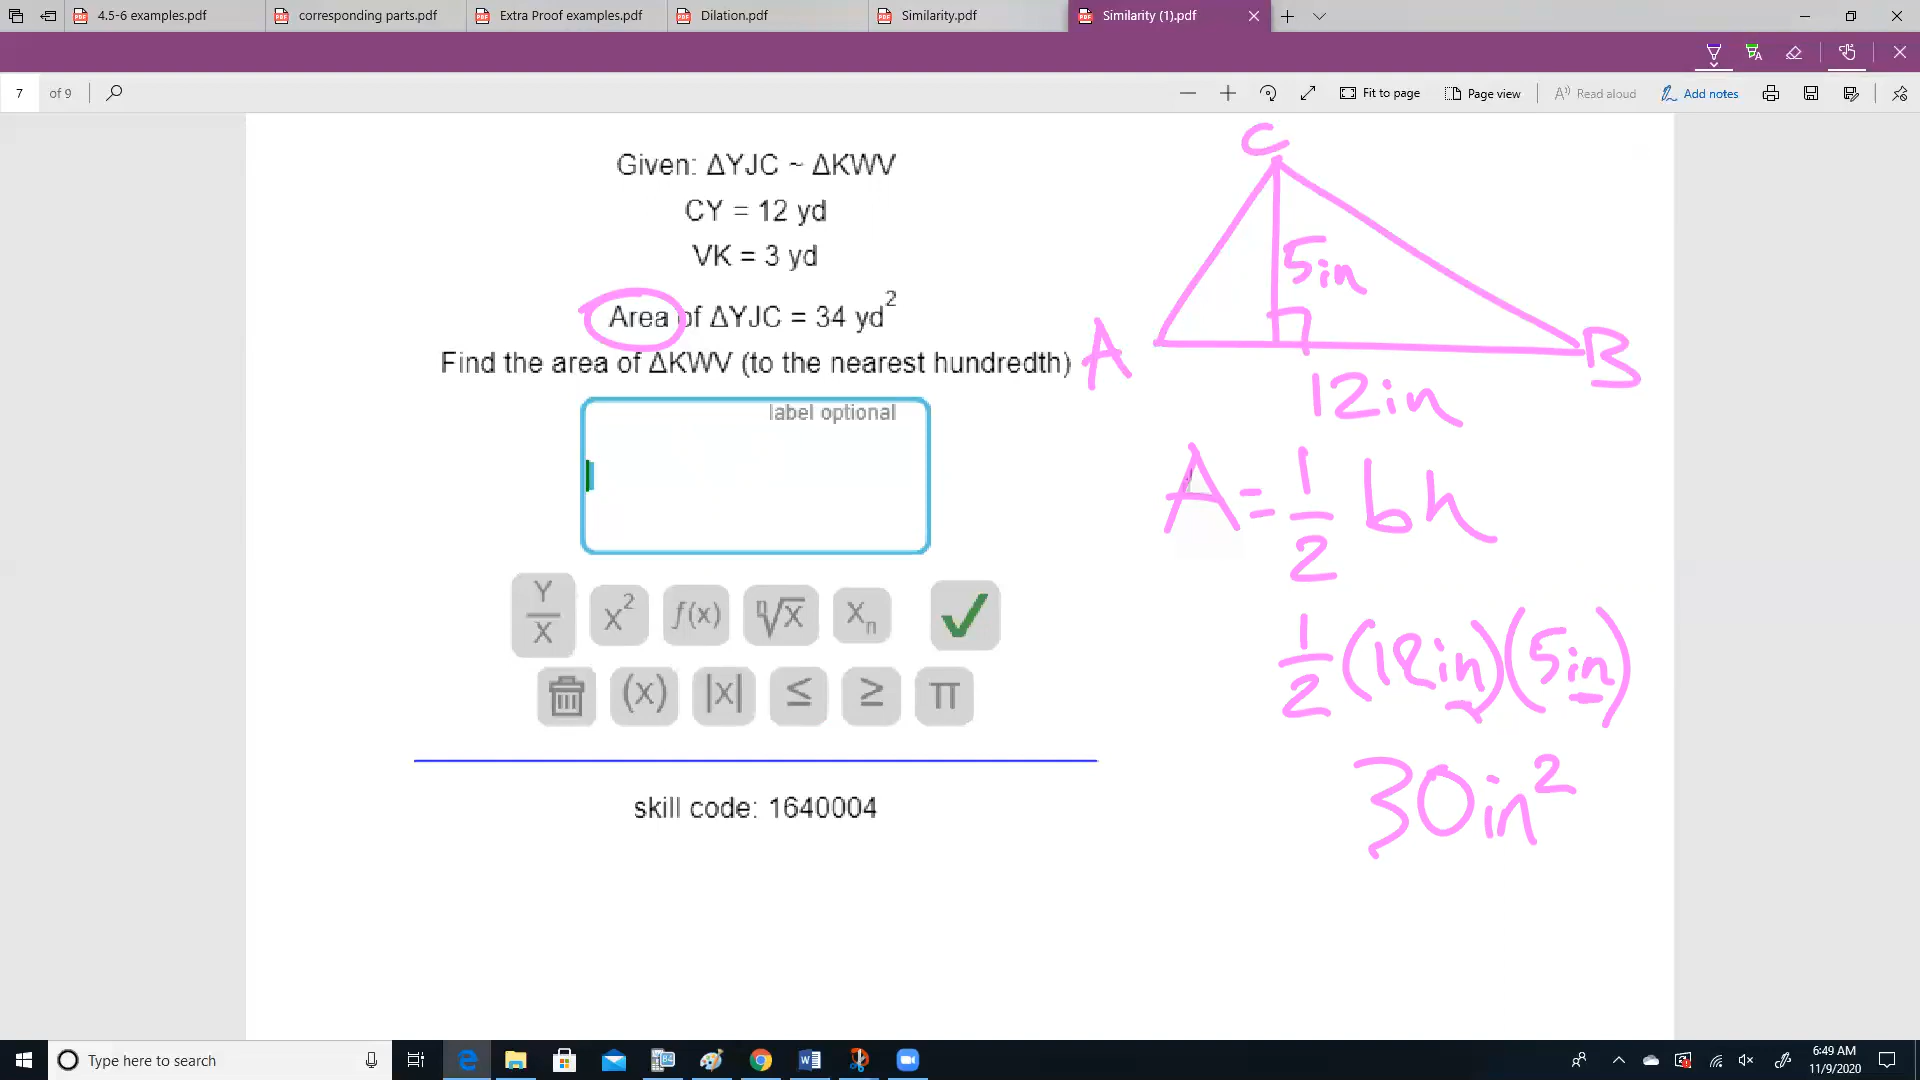 4.5-6 examples.pdf
corresponding parts.pdf
Extra Proof examples.pdf
Dilation.pdf
Similarity.pdf
Similarity (1).pdf
7 of 9
Fit to page
Page view
Read aloud
Add notes
Given: ΔYJC ~ ΔKWV
CY = 12 yd
VK = 3 yd
Area of ΔYJC = 34 yd²
Find the area of ΔKWV (to the nearest hundredth)
label optional
Y/X x² f(x) ⁿ√x xₙ
(x) |x| ≤ ≥ π
skill code: 1640004
C
5in
A
B
12in
A = 1/2 bh
1/2 (12in)(5in)
30in²
Type here to search
6:49 AM
11/9/2020